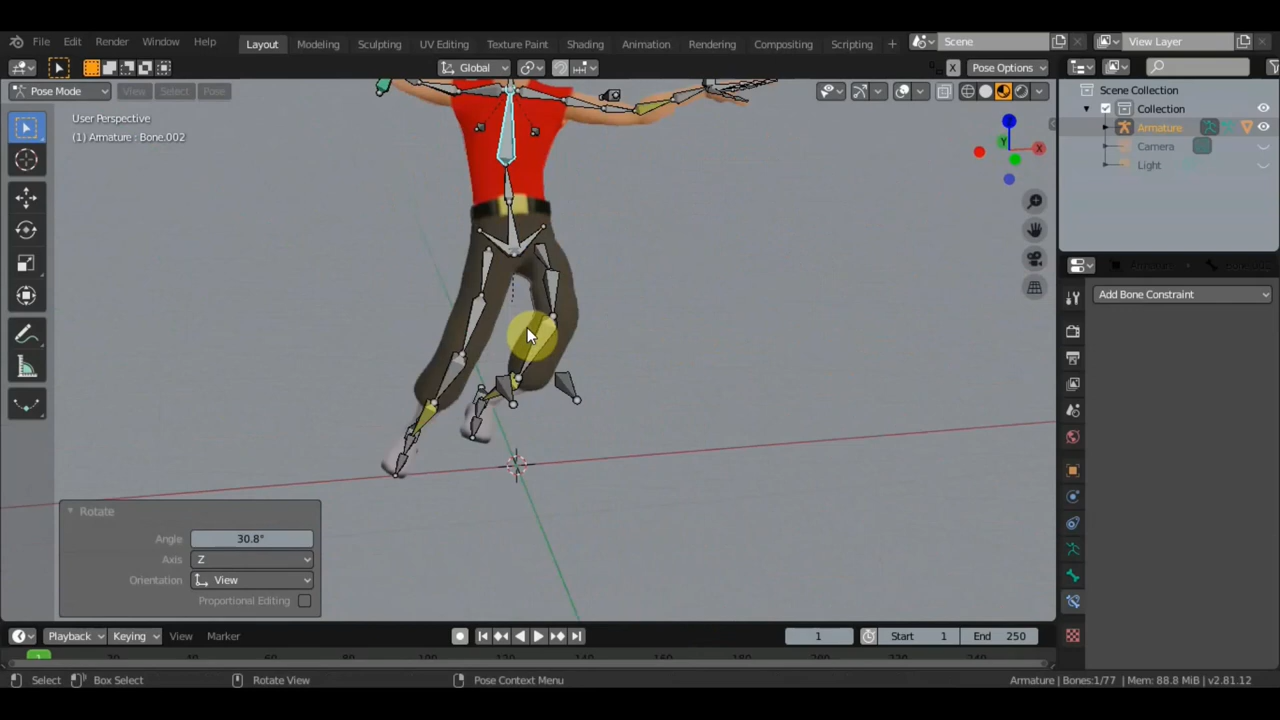 File Edit Render Window Help Layout Modeling Sculpting UV Editing Texture Paint Shading Animation Rendering Compositing Scripting + Scene View Layer
Global X Pose Options
Pose Mode View Select Pose
User Perspective
(1) Armature : Bone.002
Scene Collection
Collection
Armature
Camera
Light
X
Y
Add Bone Constraint
Rotate
Angle 30.8°
Axis Z
Orientation View
Proportional Editing
Playback Keying View Marker 1 Start 1 End 250
1
Select Box Select Rotate View Pose Context Menu Armature | Bones:1/77 | Mem: 88.8 MiB | v2.81.12